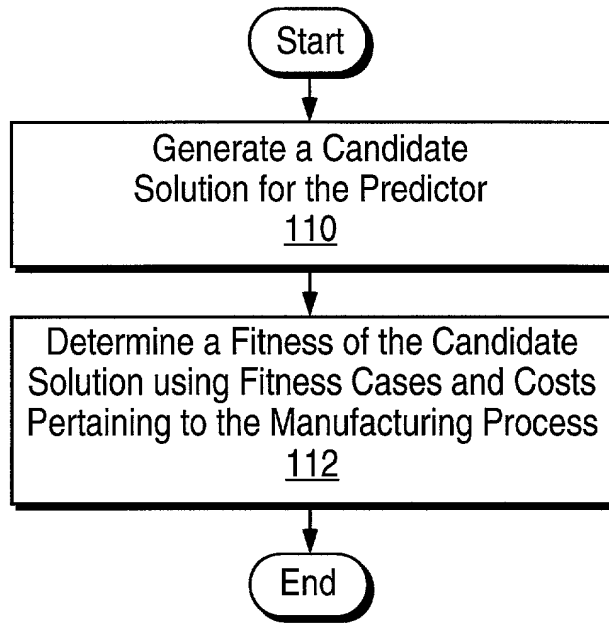 Start
Generate a Candidate
Solution for the Predictor
110
Determine a Fitness of the Candidate
Solution using Fitness Cases and Costs
Pertaining to the Manufacturing Process
112
End